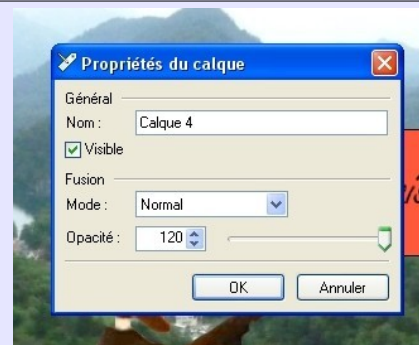 Propriétés du calque
Général
Nom :
Calque 4
Visible
Fusion
Mode :
Normal
Opacité :
120
OK
Annuler